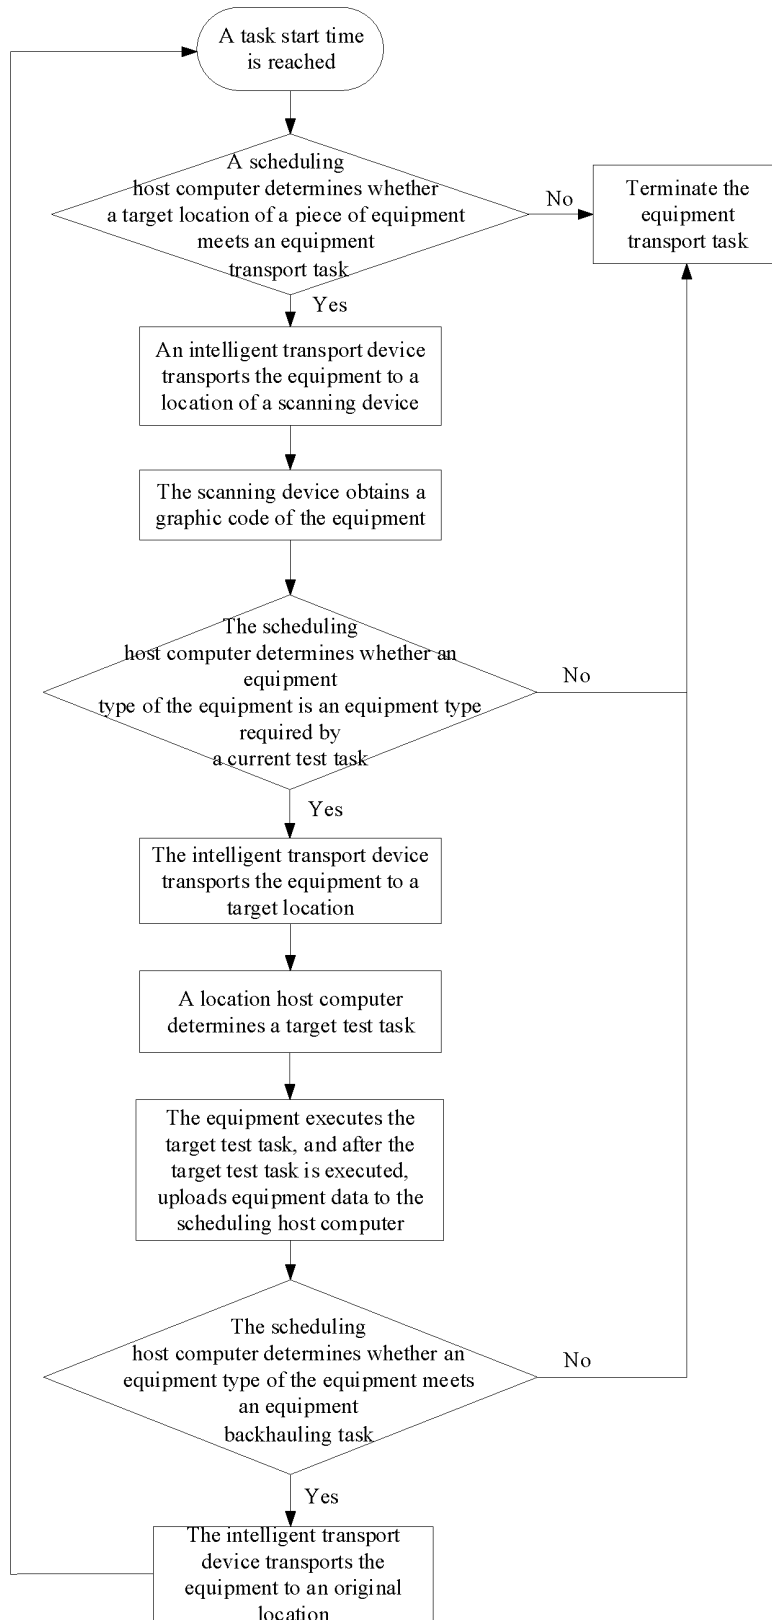 A task start time
is reached
A scheduling
host computer determines whether
a target location of a piece of equipment
meets an equipment
transport task
No
Terminate the
equipment
transport task
Yes
An intelligent transport device
transports the equipment to a
location of a scanning device
The scanning device obtains a
graphic code of the equipment
The scheduling
host computer determines whether an
equipment
type of the equipment is an equipment type
required by
a current test task
No
Yes
The intelligent transport device
transports the equipment to a
target location
A location host computer
determines a target test task
The equipment executes the
target test task, and after the
target test task is executed,
uploads equipment data to the
scheduling host computer
The scheduling
host computer determines whether an
equipment type of the equipment meets
an equipment
backhauling task
No
Yes
The intelligent transport
device transports the
equipment to an original
location